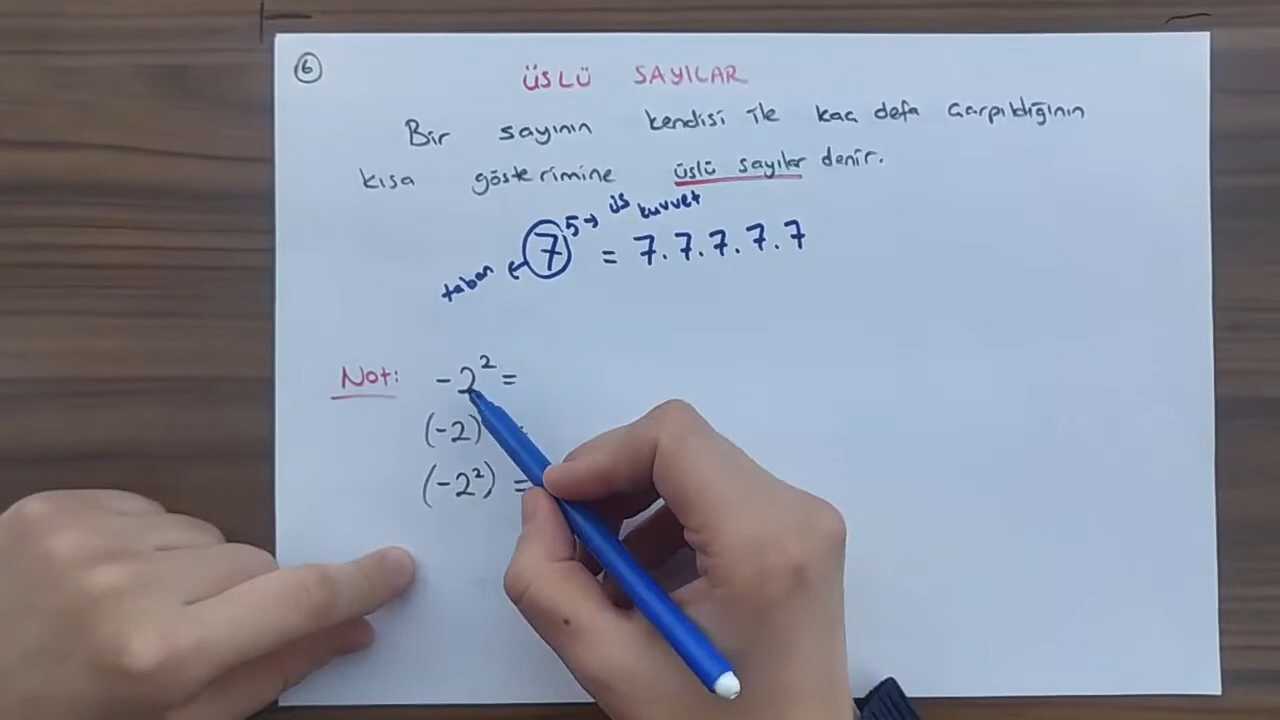 6
ÜSLÜ SAYILAR
Bir sayının kendisi ile kaç defa çarpıldığının
kısa gösterimine üslü sayılar denir.
taban ← 7⁵ → üs kuvvet = 7.7.7.7.7
Not: -2² =
(-2) =
(-2²) =